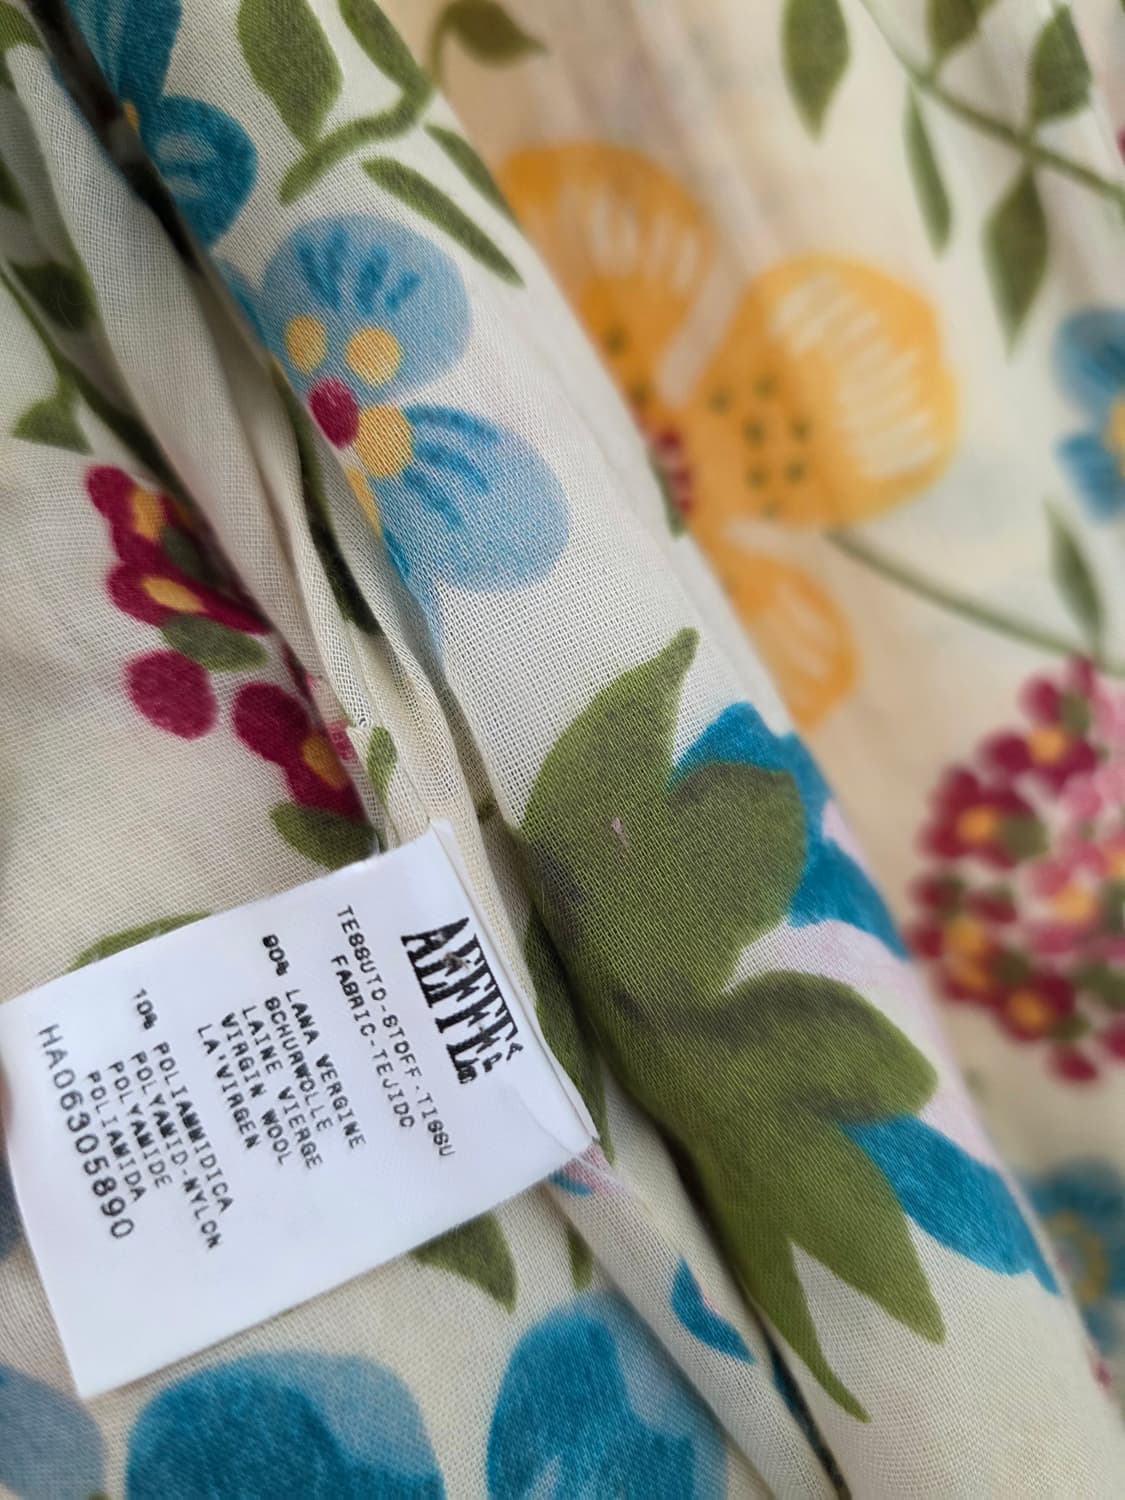 AEFFE
TESSUTO-STOFF-TISSU
FABRIC-TEJIDO
90% LANA VERGINE
SCHURWOLLE
LAINE VIERGE
VIRGIN WOOL
LA'VIRGEN
10% POLIAMMIDICA
POLYAMID-NYLON
POLYAMIDE
POLIAMIDA
HA06305890